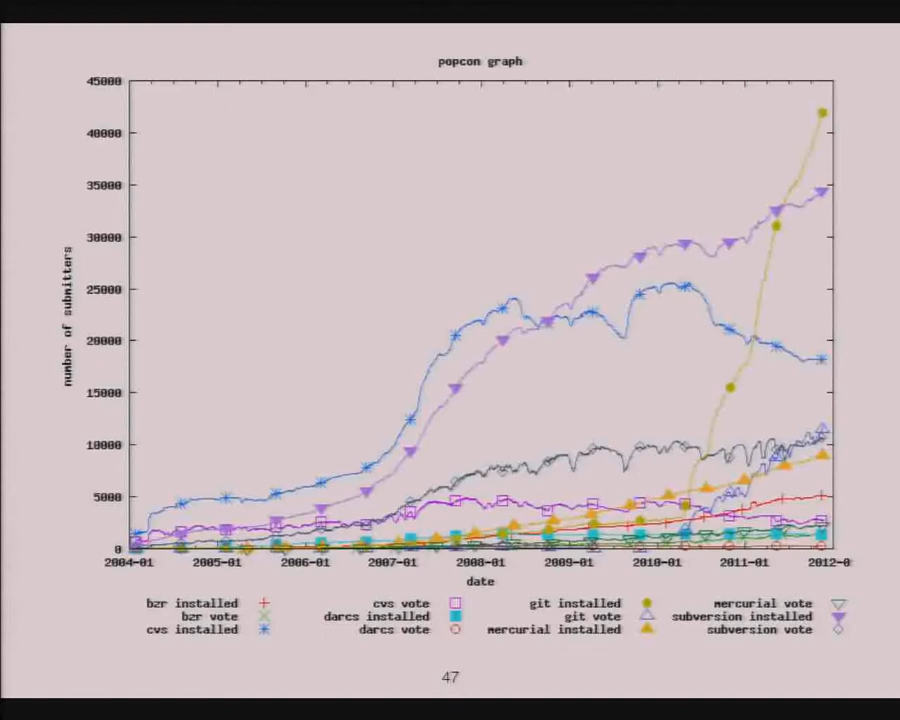 popcon graph
45000
40000
35000
30000
25000
20000
15000
10000
5000
0
number of submitters
2004-01 2005-01 2006-01 2007-01 2008-01 2009-01 2010-01 2011-01 2012-0
date
bzr installed cvs vote git installed mercurial vote
bzr vote darcs installed git vote subversion installed
cvs installed darcs vote mercurial installed subversion vote
47